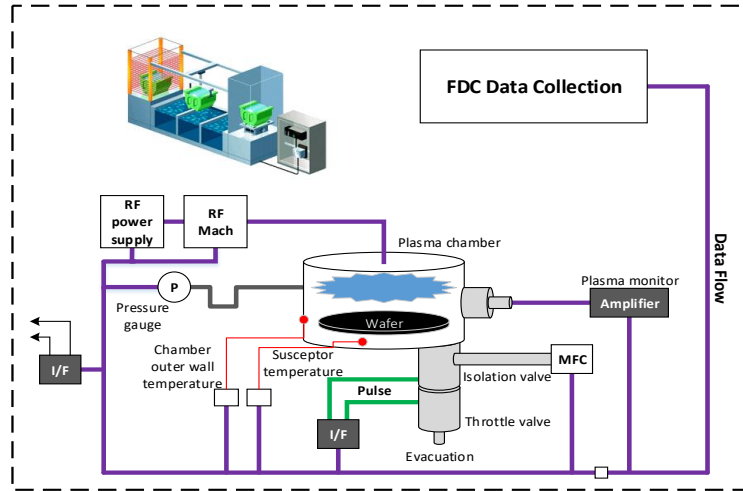 FDC Data Collection
RF
power
supply
RF
Mach
Plasma chamber
Data Flow
Plasma monitor
Amplifier
P
Pressure
gauge
Wafer
I/F
Chamber
outer wall
temperature
Susceptor
temperature
MFC
Isolation valve
Pulse
I/F
Throttle valve
Evacuation